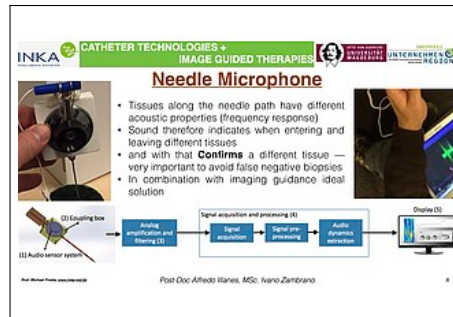 INKA
CATHETER TECHNOLOGIES +
IMAGE GUIDED THERAPIES
OTTO VON GUERICKE
UNIVERSITÄT
MAGDEBURG
UNTERNEHMEN
REGION
Needle Microphone
• Tissues along the needle path have different
acoustic properties (frequency response)
• Sound therefore indicates when entering and
leaving different tissues
• and with that Confirms a different tissue —
very important to avoid false negative biopsies
• In combination with imaging guidance ideal
solution
(2) Coupling box
(1) Audio sensor system
Analog
amplification and
filtering (3)
Signal acquisition and processing (4)
Signal
acquisition
Signal pre-
processing
Audio
dynamics
extraction
Display (5)
Post-Doc Alfredo Illanes, MSc. Ivano Zambrano